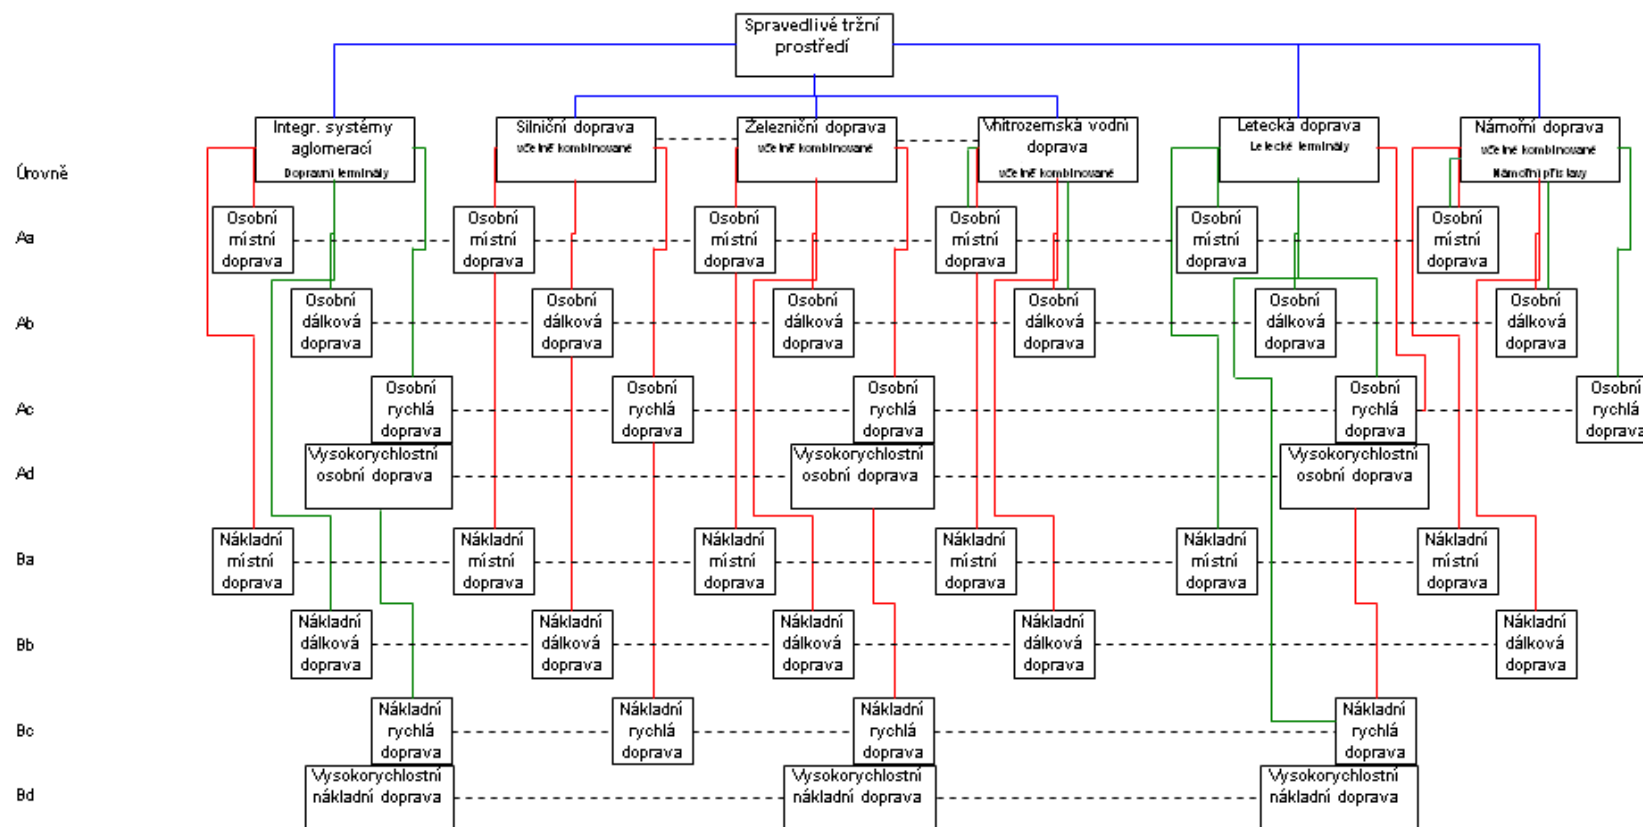 Spravedlivé tržní
prostředí
Integr. systémy
aglomerací
Dopravní terminály
Silniční doprava
včetně kombinované
Železniční doprava
včetně kombinované
Vnitrozemská vodní
doprava
včetně kombinované
Letecká doprava
Letecké terminály
Námořní doprava
včetně kombinované
Námořní přístavy
Úrovně
Aa
Osobní
místní
doprava
Osobní
místní
doprava
Osobní
místní
doprava
Osobní
místní
doprava
Osobní
místní
doprava
Osobní
místní
doprava
Ab
Osobní
dálková
doprava
Osobní
dálková
doprava
Osobní
dálková
doprava
Osobní
dálková
doprava
Osobní
dálková
doprava
Osobní
dálková
doprava
Ac
Osobní
rychlá
doprava
Osobní
rychlá
doprava
Osobní
rychlá
doprava
Osobní
rychlá
doprava
Osobní
rychlá
doprava
Ad
Vysokorychlostní
osobní doprava
Vysokorychlostní
osobní doprava
Vysokorychlostní
osobní doprava
Ba
Nákladní
místní
doprava
Nákladní
místní
doprava
Nákladní
místní
doprava
Nákladní
místní
doprava
Nákladní
místní
doprava
Nákladní
místní
doprava
Bb
Nákladní
dálková
doprava
Nákladní
dálková
doprava
Nákladní
dálková
doprava
Nákladní
dálková
doprava
Nákladní
dálková
doprava
Bc
Nákladní
rychlá
doprava
Nákladní
rychlá
doprava
Nákladní
rychlá
doprava
Nákladní
rychlá
doprava
Bd
Vysokorychlostní
nákladní doprava
Vysokorychlostní
nákladní doprava
Vysokorychlostní
nákladní doprava